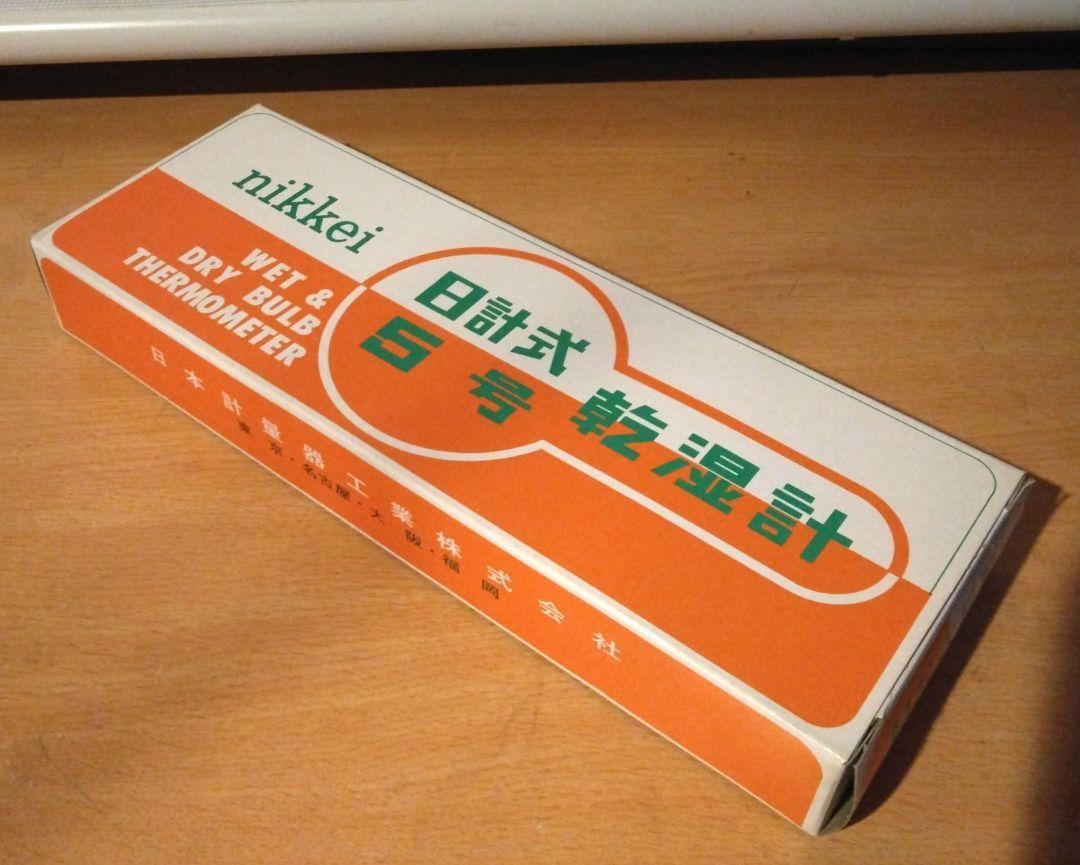 nikkei
WET &
DRY BULB
THERMOMETER
日計式
5号 乾湿計
日本計量器工業株式会社
東京・名古屋・大阪・福岡